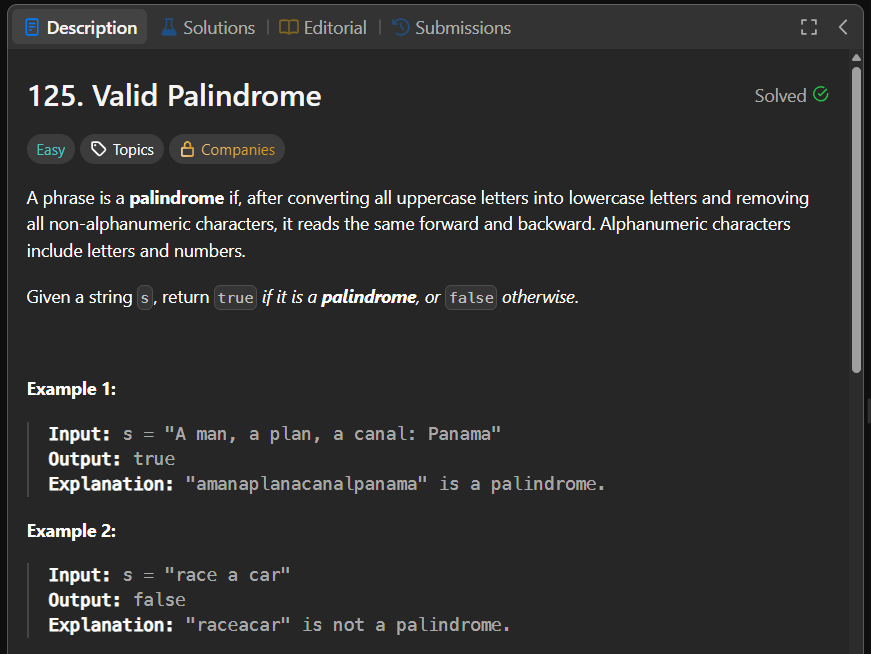 Description
Solutions
Editorial
Submissions
125. Valid Palindrome
Solved
Easy
Topics
Companies
A phrase is a palindrome if, after converting all uppercase letters into lowercase letters and removing
all non-alphanumeric characters, it reads the same forward and backward. Alphanumeric characters
include letters and numbers.
Given a string s, return true if it is a palindrome, or false otherwise.
Example 1:
Input: s = "A man, a plan, a canal: Panama"
Output: true
Explanation: "amanaplanacanalpanama" is a palindrome.
Example 2:
Input: s = "race a car"
Output: false
Explanation: "raceacar" is not a palindrome.